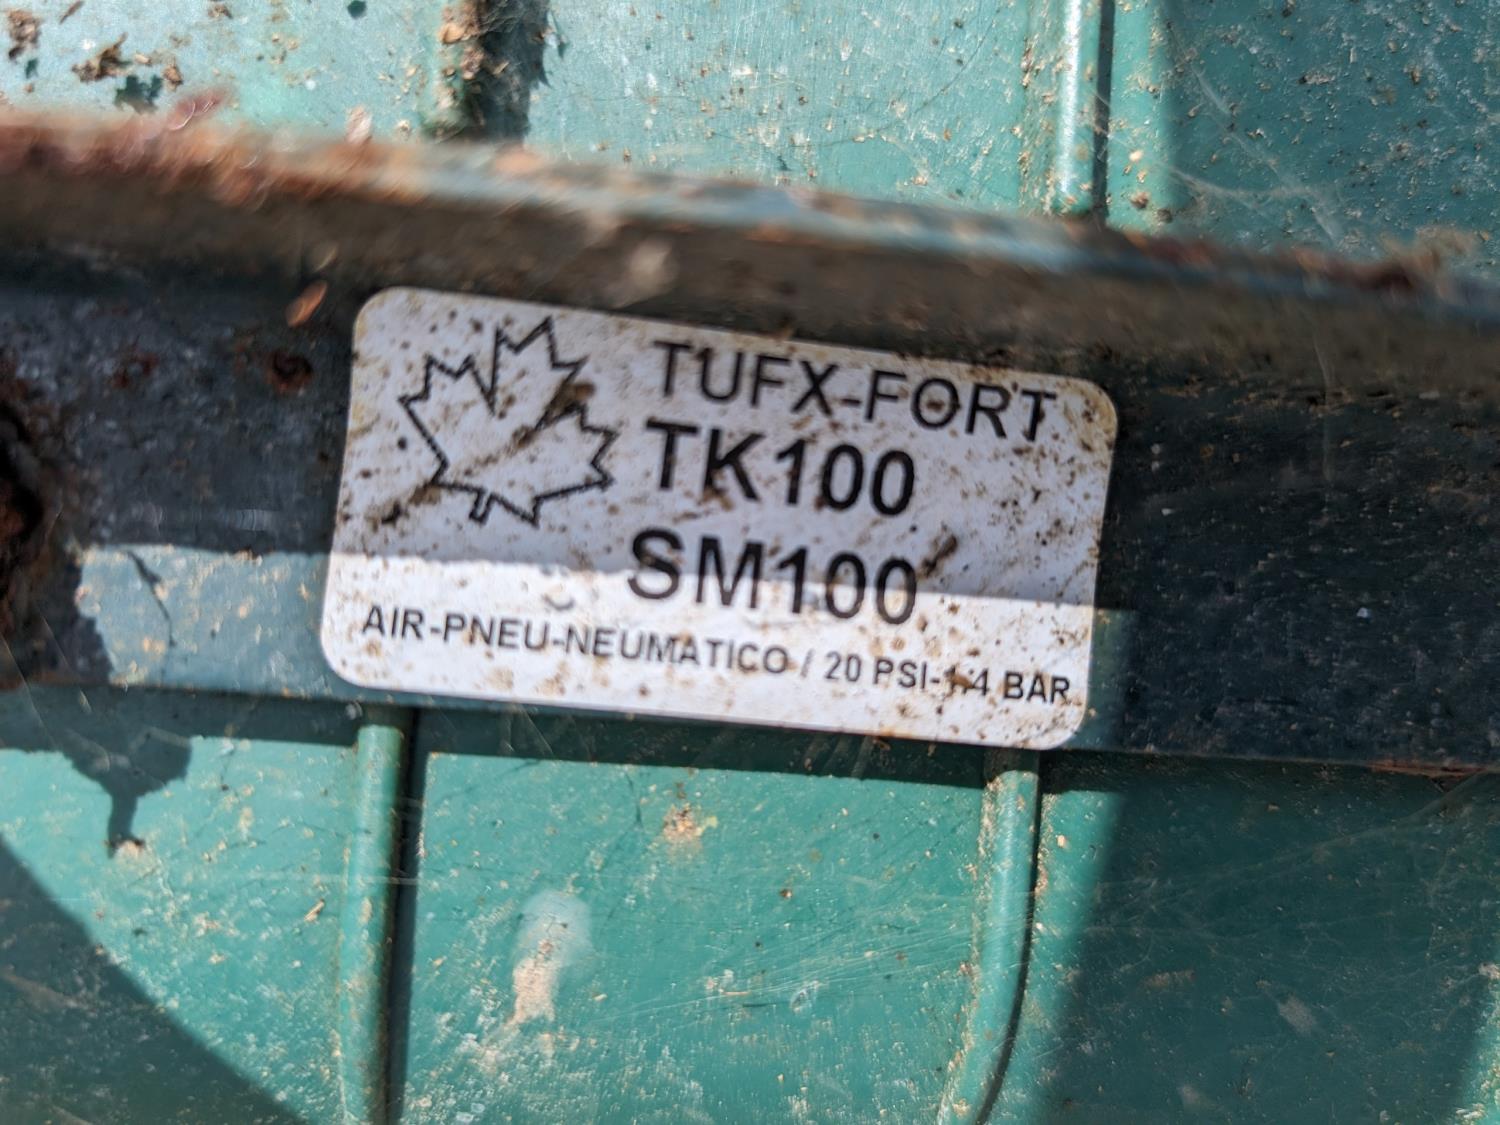 TUFX-FORT
TK100
SM100
AIR-PNEU-NEUMATICO / 20 PSI-1.4 BAR